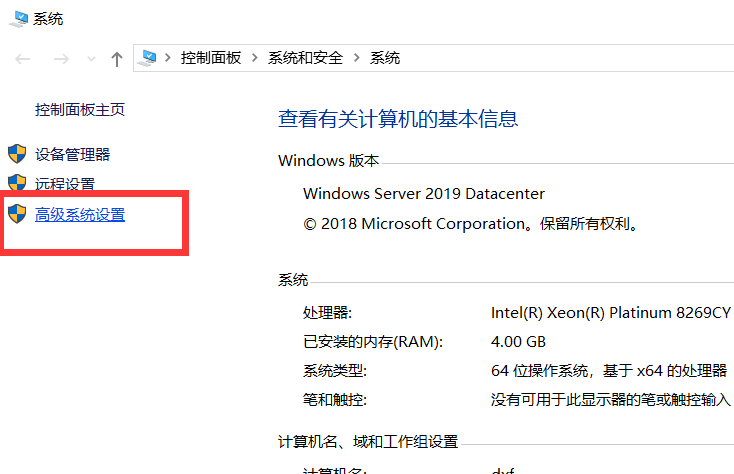 系统
控制面板 > 系统和安全 > 系统
控制面板主页
设备管理器
远程设置
高级系统设置
查看有关计算机的基本信息
Windows 版本
Windows Server 2019 Datacenter
© 2018 Microsoft Corporation。保留所有权利。
系统
处理器: Intel(R) Xeon(R) Platinum 8269CY
已安装的内存(RAM): 4.00 GB
系统类型: 64 位操作系统，基于 x64 的处理器
笔和触控: 没有可用于此显示器的笔或触控输入
计算机名、域和工作组设置
计算机名: